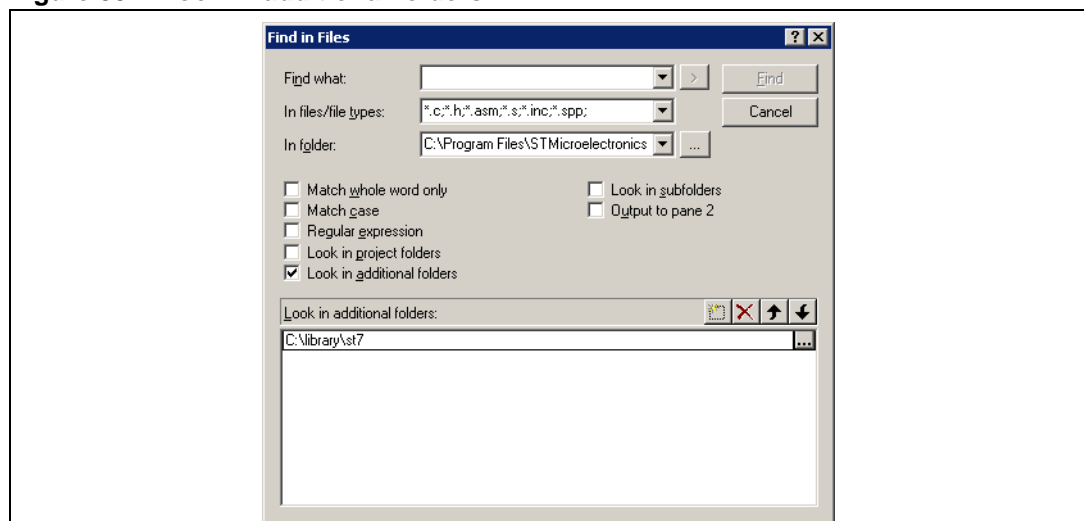 Find in Files
Find what:
>
Find
In files/file types:
*.c;*.h;*.asm;*.s;*.inc;*.spp;
Cancel
In folder:
C:\Program Files\STMicroelectronics
...
Match whole word only
Look in subfolders
Match case
Output to pane 2
Regular expression
Look in project folders
Look in additional folders
Look in additional folders:
C:\library\st7
...